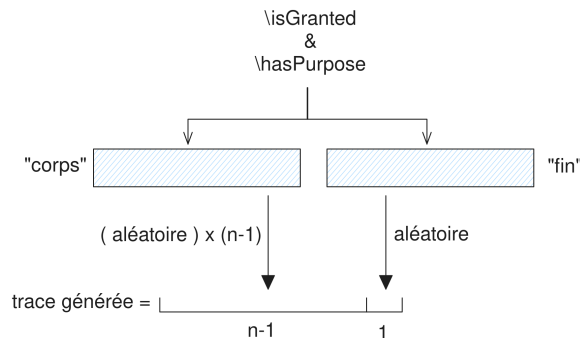 \isGranted
&
\hasPurpose
"corps"
"fin"
( aléatoire ) x (n-1)
aléatoire
trace générée =
n-1
1